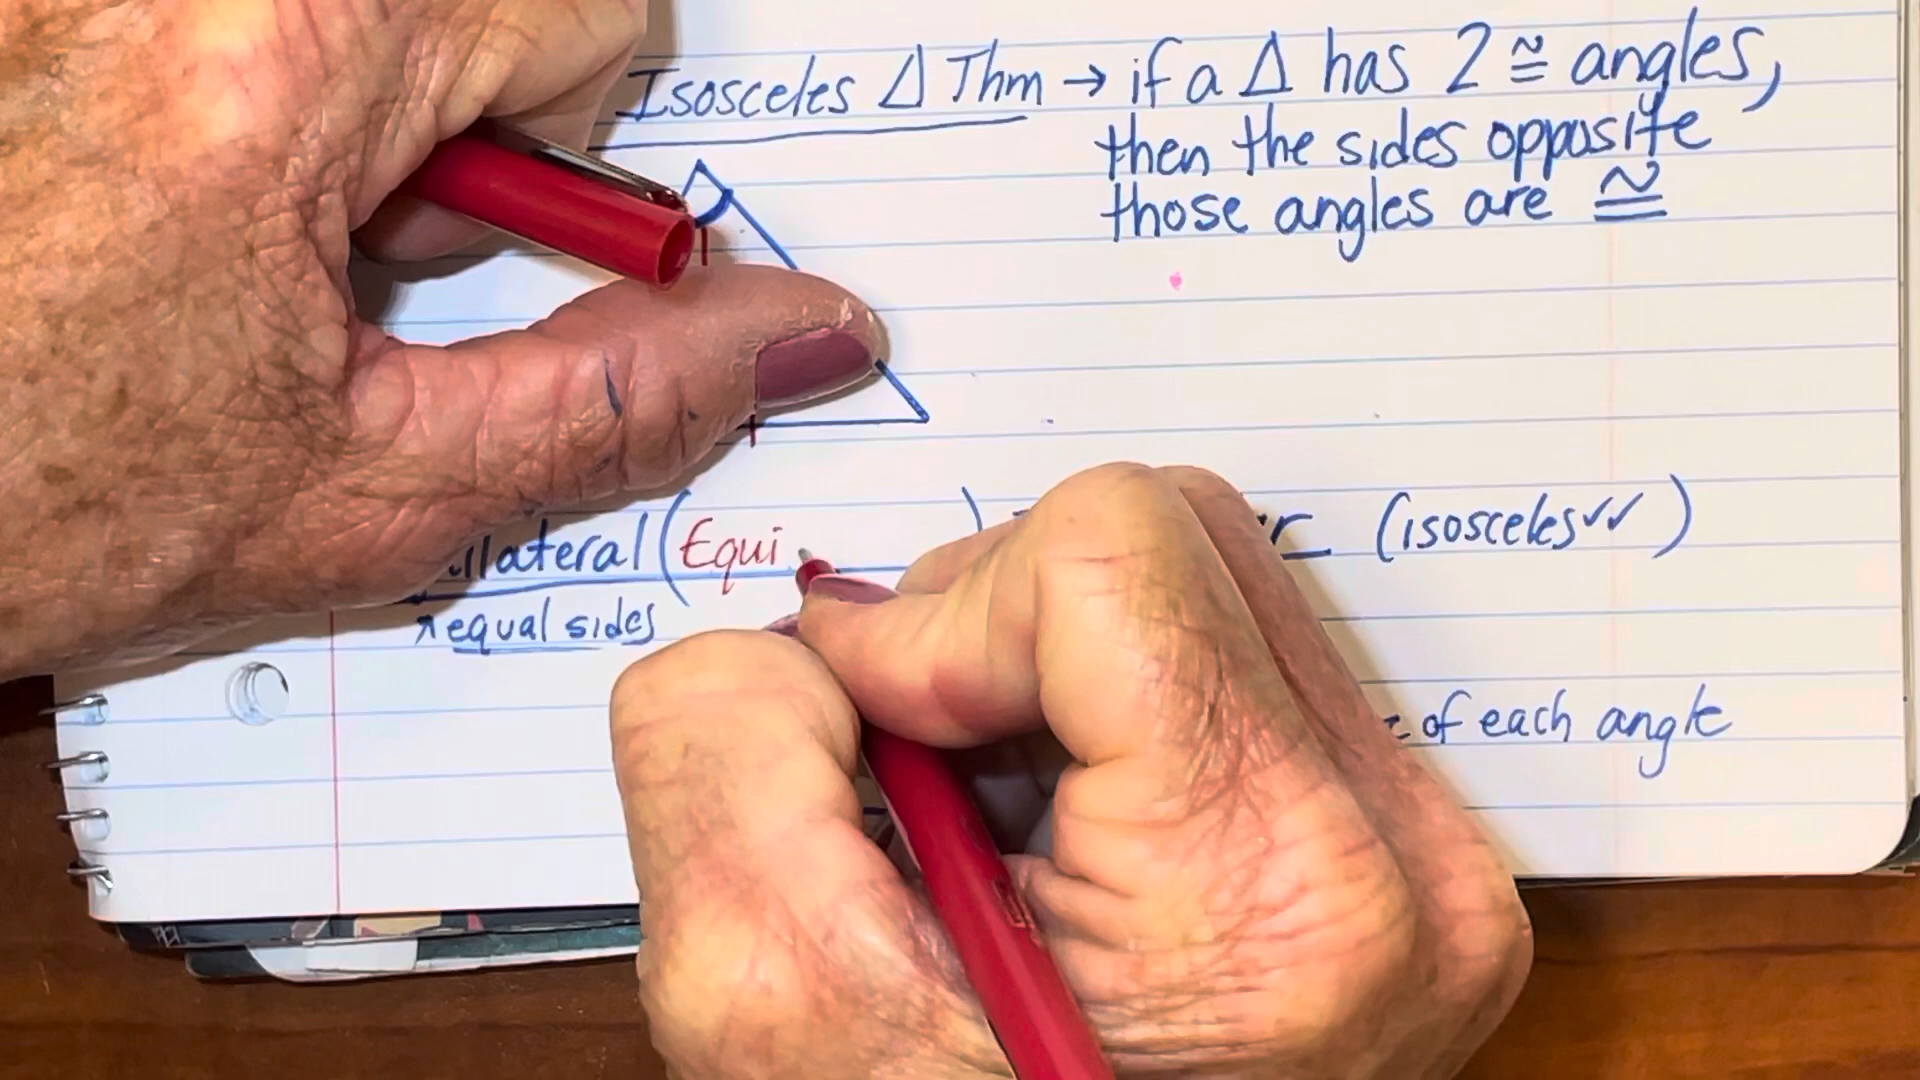 Isosceles Δ Thm → if a Δ has 2 ≅ angles,
then the sides opposite
those angles are ≅
(Equi ) (isosceles✓✓)
equal sides
of each angle